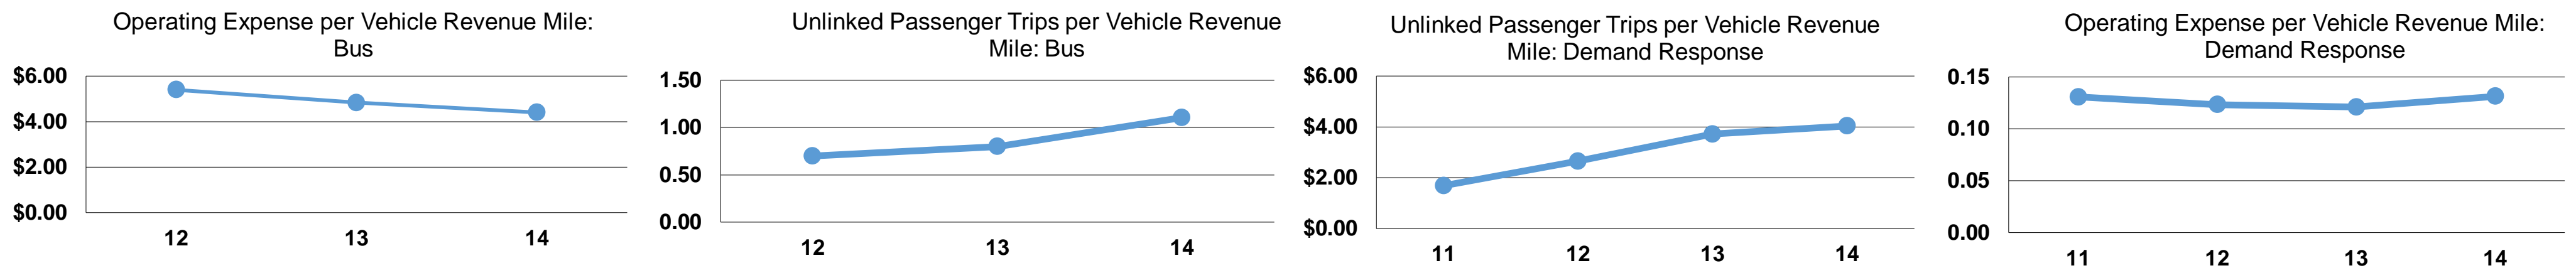 Operating Expense per Vehicle Revenue Mile:
Bus
$6.00
$4.00
$2.00
$0.00
12 13 14
Unlinked Passenger Trips per Vehicle Revenue
Mile: Bus
1.50
1.00
0.50
0.00
12 13 14
Unlinked Passenger Trips per Vehicle Revenue
Mile: Demand Response
$6.00
$4.00
$2.00
$0.00
11 12 13 14
Operating Expense per Vehicle Revenue Mile:
Demand Response
0.15
0.10
0.05
0.00
11 12 13 14